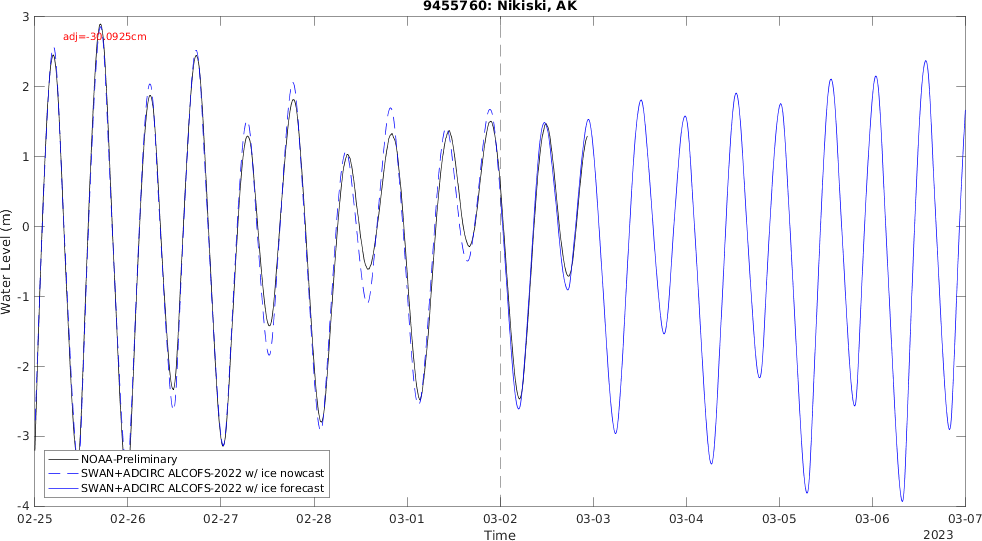 9455760: Nikiski, AK
adj=-30.0925cm
3
2
1
0
-1
-2
-3
-4
Water Level (m)
NOAA-Preliminary
SWAN+ADCIRC ALCOFS-2022 w/ ice nowcast
SWAN+ADCIRC ALCOFS-2022 w/ ice forecast
02-25 02-26 02-27 02-28 03-01 03-02 03-03 03-04 03-05 03-06 03-07
Time
2023